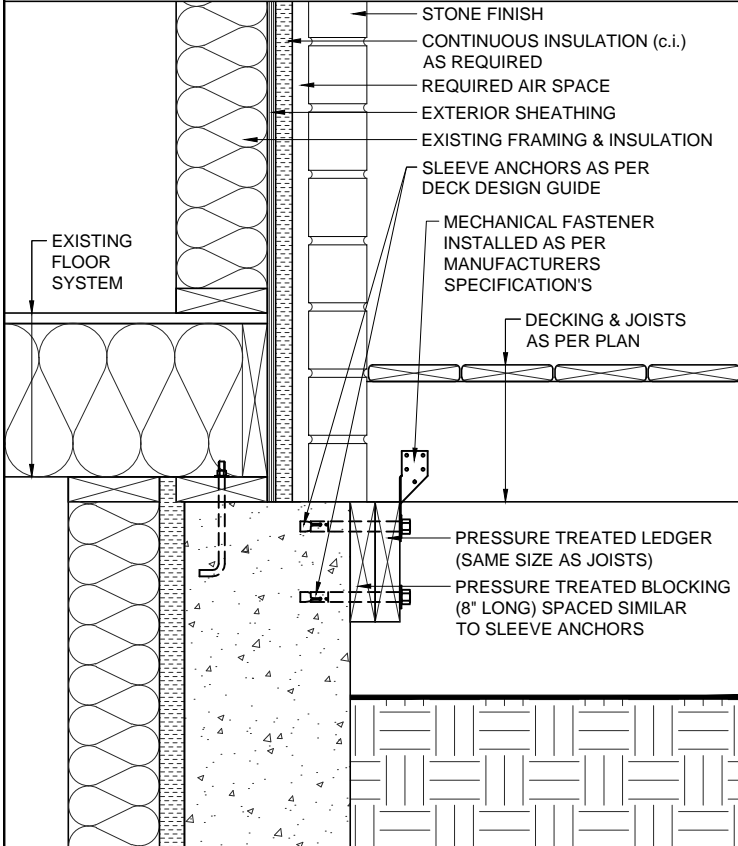 STONE FINISH
CONTINUOUS INSULATION (c.i.)
AS REQUIRED
REQUIRED AIR SPACE
EXTERIOR SHEATHING
EXISTING FRAMING & INSULATION
SLEEVE ANCHORS AS PER
DECK DESIGN GUIDE
MECHANICAL FASTENER
INSTALLED AS PER
MANUFACTURERS
SPECIFICATION'S
EXISTING
FLOOR
SYSTEM
DECKING & JOISTS
AS PER PLAN
PRESSURE TREATED LEDGER
(SAME SIZE AS JOISTS)
PRESSURE TREATED BLOCKING
(8" LONG) SPACED SIMILAR
TO SLEEVE ANCHORS